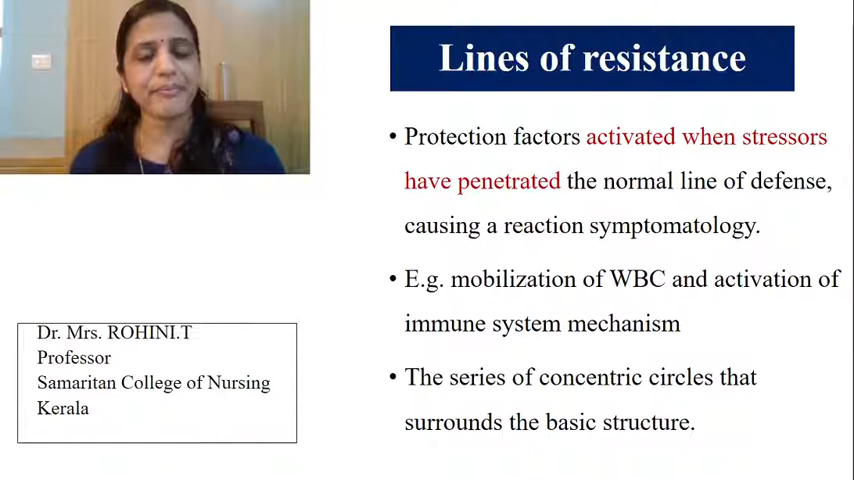 Lines of resistance
• Protection factors activated when stressors
have penetrated the normal line of defense,
causing a reaction symptomatology.
• E.g. mobilization of WBC and activation of
immune system mechanism
• The series of concentric circles that
surrounds the basic structure.
Dr. Mrs. ROHINI.T
Professor
Samaritan College of Nursing
Kerala